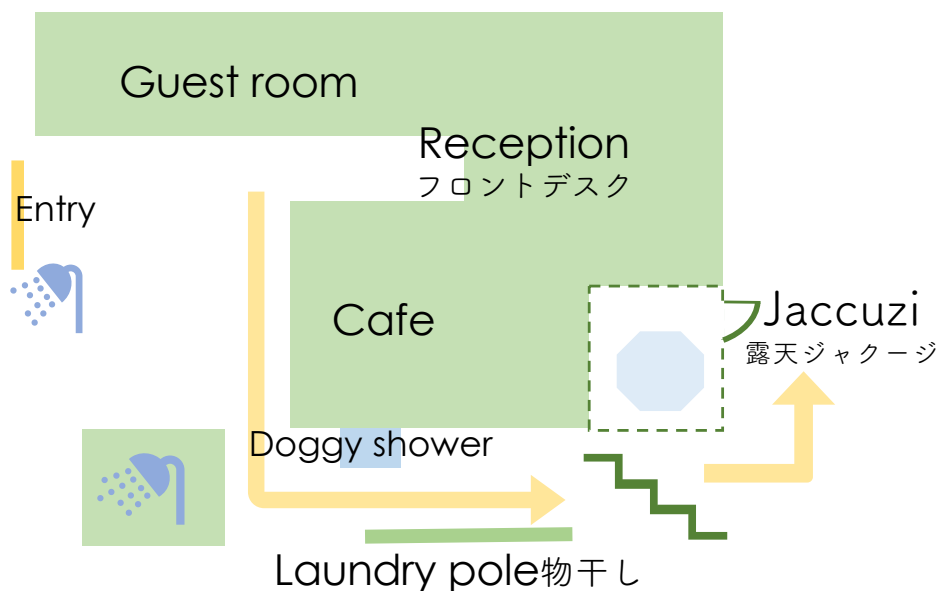 Guest room
Reception
フロントデスク
Entry
Cafe
Jaccuzi
露天ジャクージ
Doggy shower
Laundry pole物干し